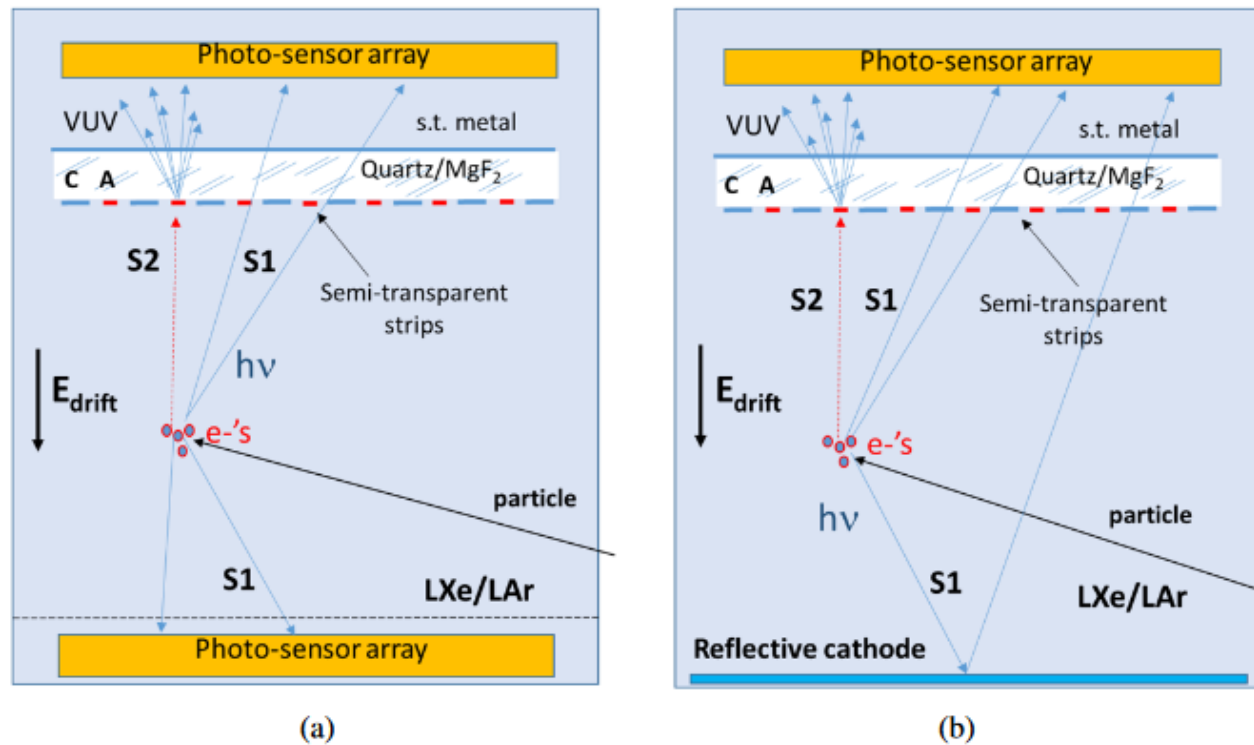 Photo-sensor array
VUV
s.t. metal
Quartz/MgF₂
C A
S2
S1
Semi-transparent
strips
hν
E_drift
e-'s
particle
S1
LXe/LAr
Photo-sensor array
(a)
Photo-sensor array
VUV
s.t. metal
Quartz/MgF₂
C A
S2
S1
Semi-transparent
strips
E_drift
e-'s
hν
particle
S1
LXe/LAr
Reflective cathode
(b)